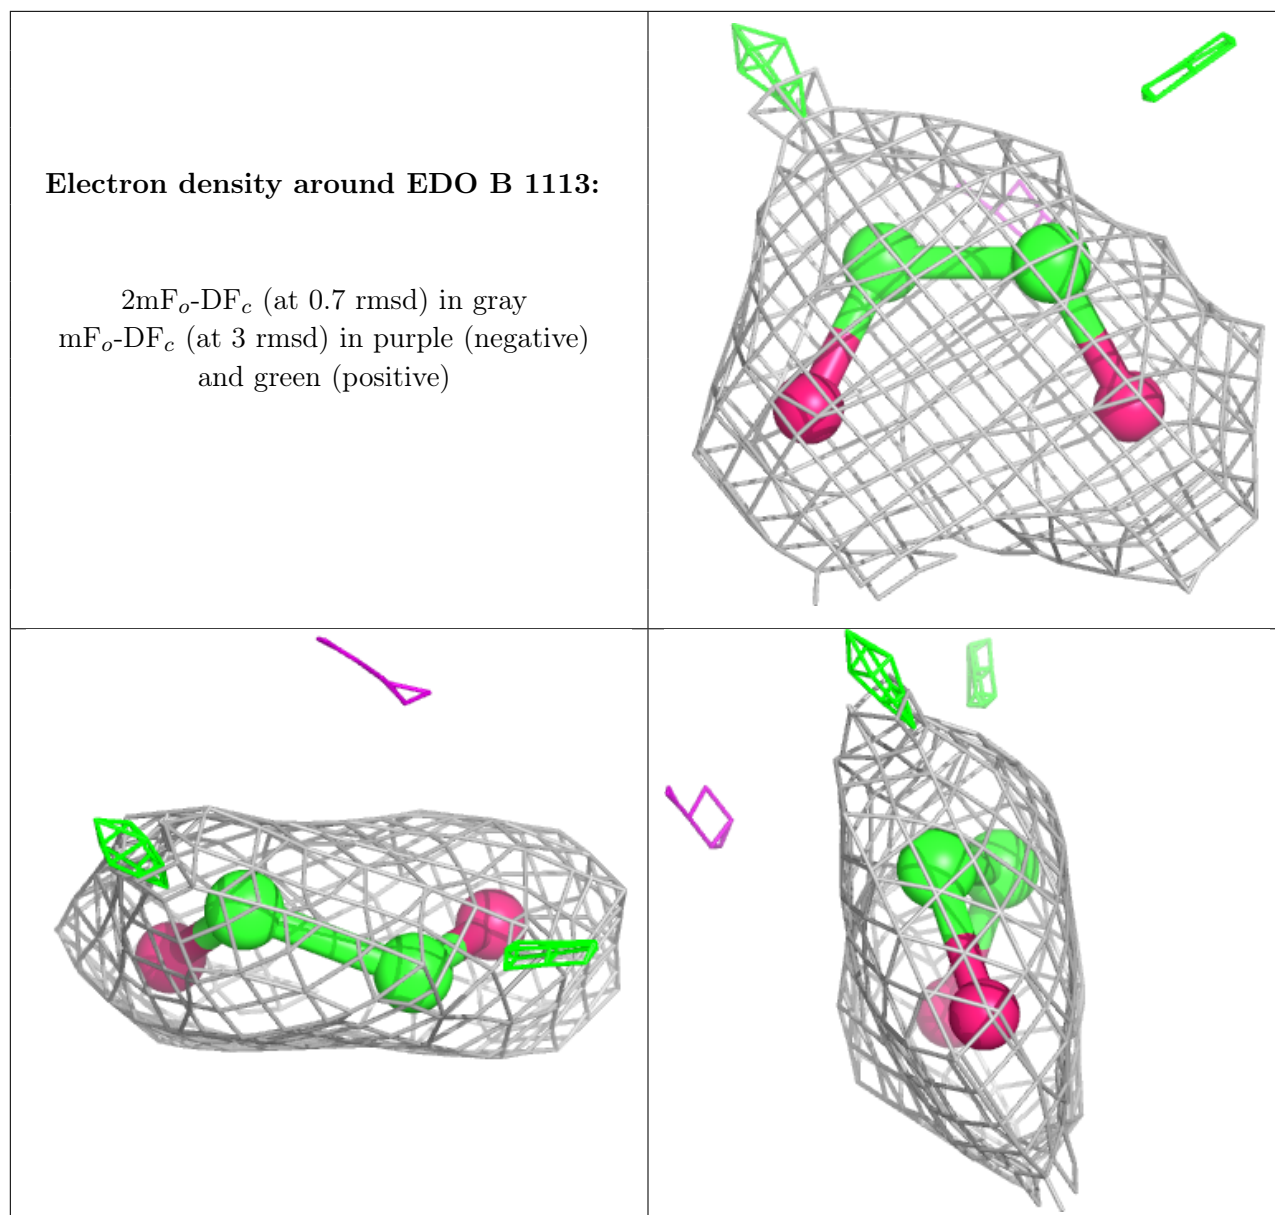 Electron density around EDO B 1113:
2mFo-DFc (at 0.7 rmsd) in gray
mFo-DFc (at 3 rmsd) in purple (negative)
and green (positive)